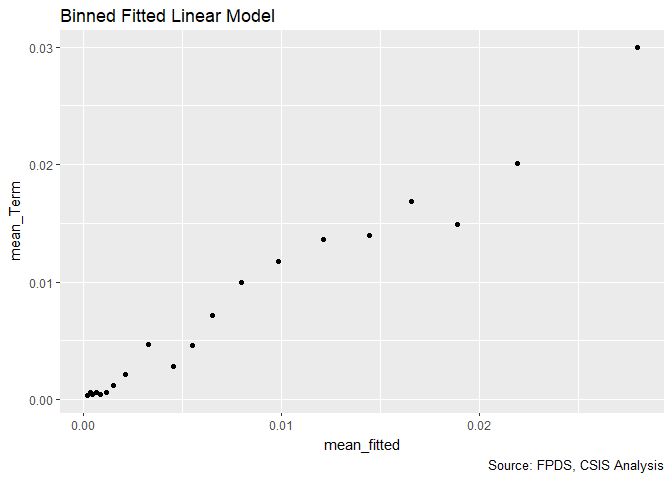 Binned Fitted Linear Model
0.03
0.02
0.01
0.00
mean_Term
0.00 0.01 0.02
mean_fitted
Source: FPDS, CSIS Analysis